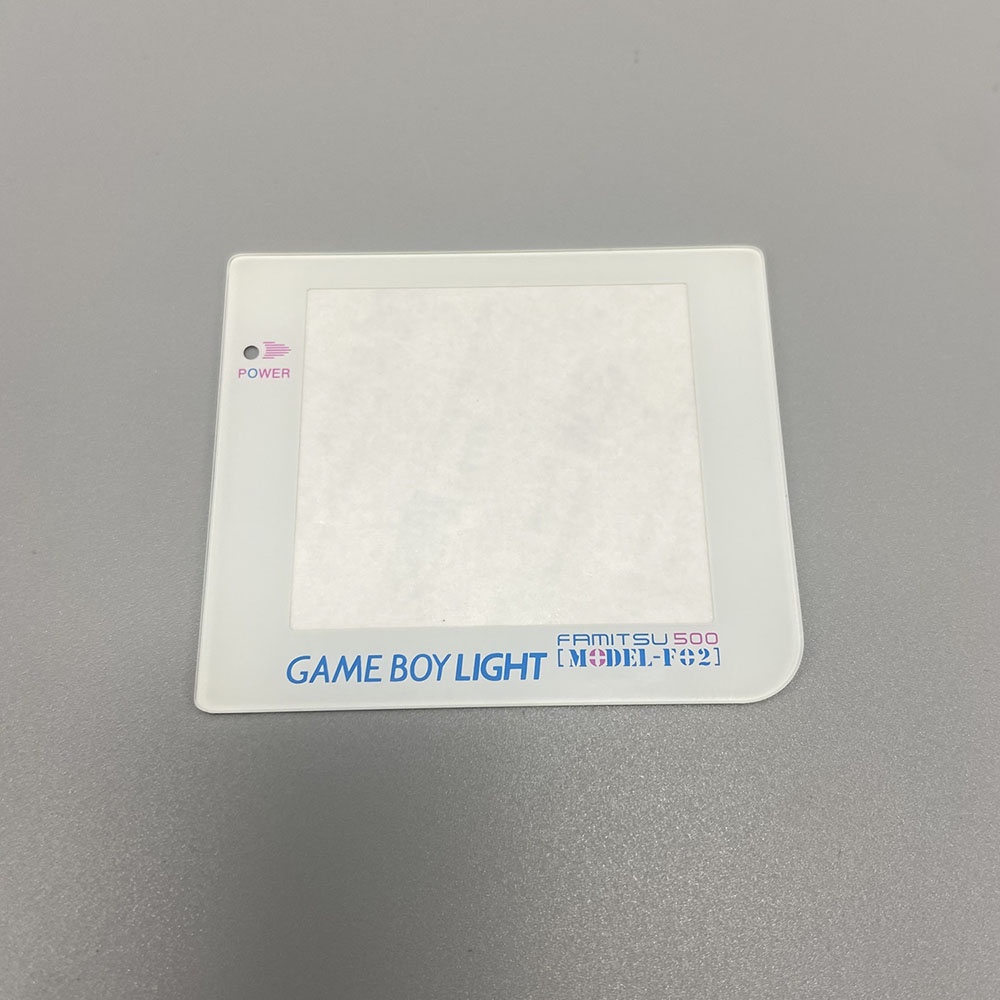 POWER
GAME BOY LIGHT
FAMITSU 500
[MODEL-F02]